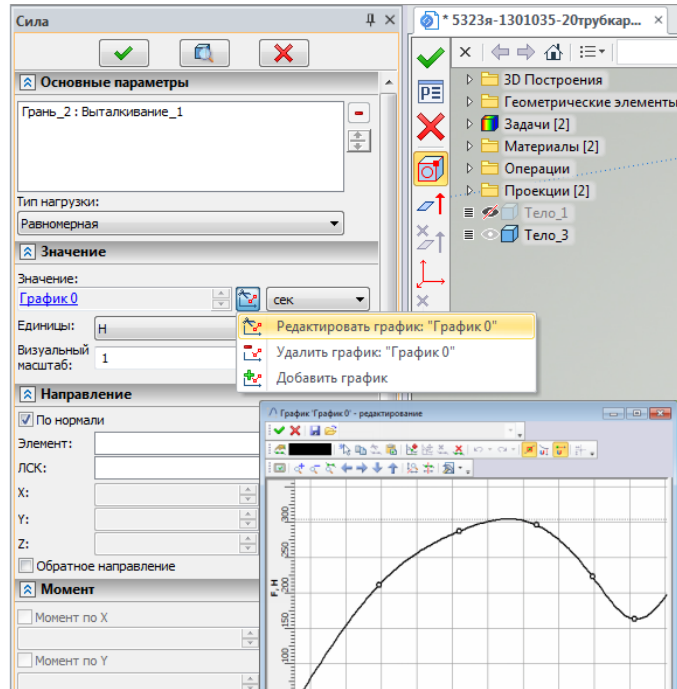 Сила
* 5323я-1301035-20трубкар...
Основные параметры
Грань_2 : Выталкивание_1
Тип нагрузки:
Равномерная
Значение
Значение:
График 0
сек
Единицы:
Н
Визуальный масштаб:
1
Редактировать график: "График 0"
Удалить график: "График 0"
Добавить график
Направление
По нормали
Элемент:
ЛСК:
X:
Y:
Z:
Обратное направление
Момент
Момент по X
Момент по Y
3D Построения
Геометрические элементы
Задачи [2]
Материалы [2]
Операции
Проекции [2]
Тело_1
Тело_3
График 'График 0' - редактирование
300
250
F, Н
200
150
100